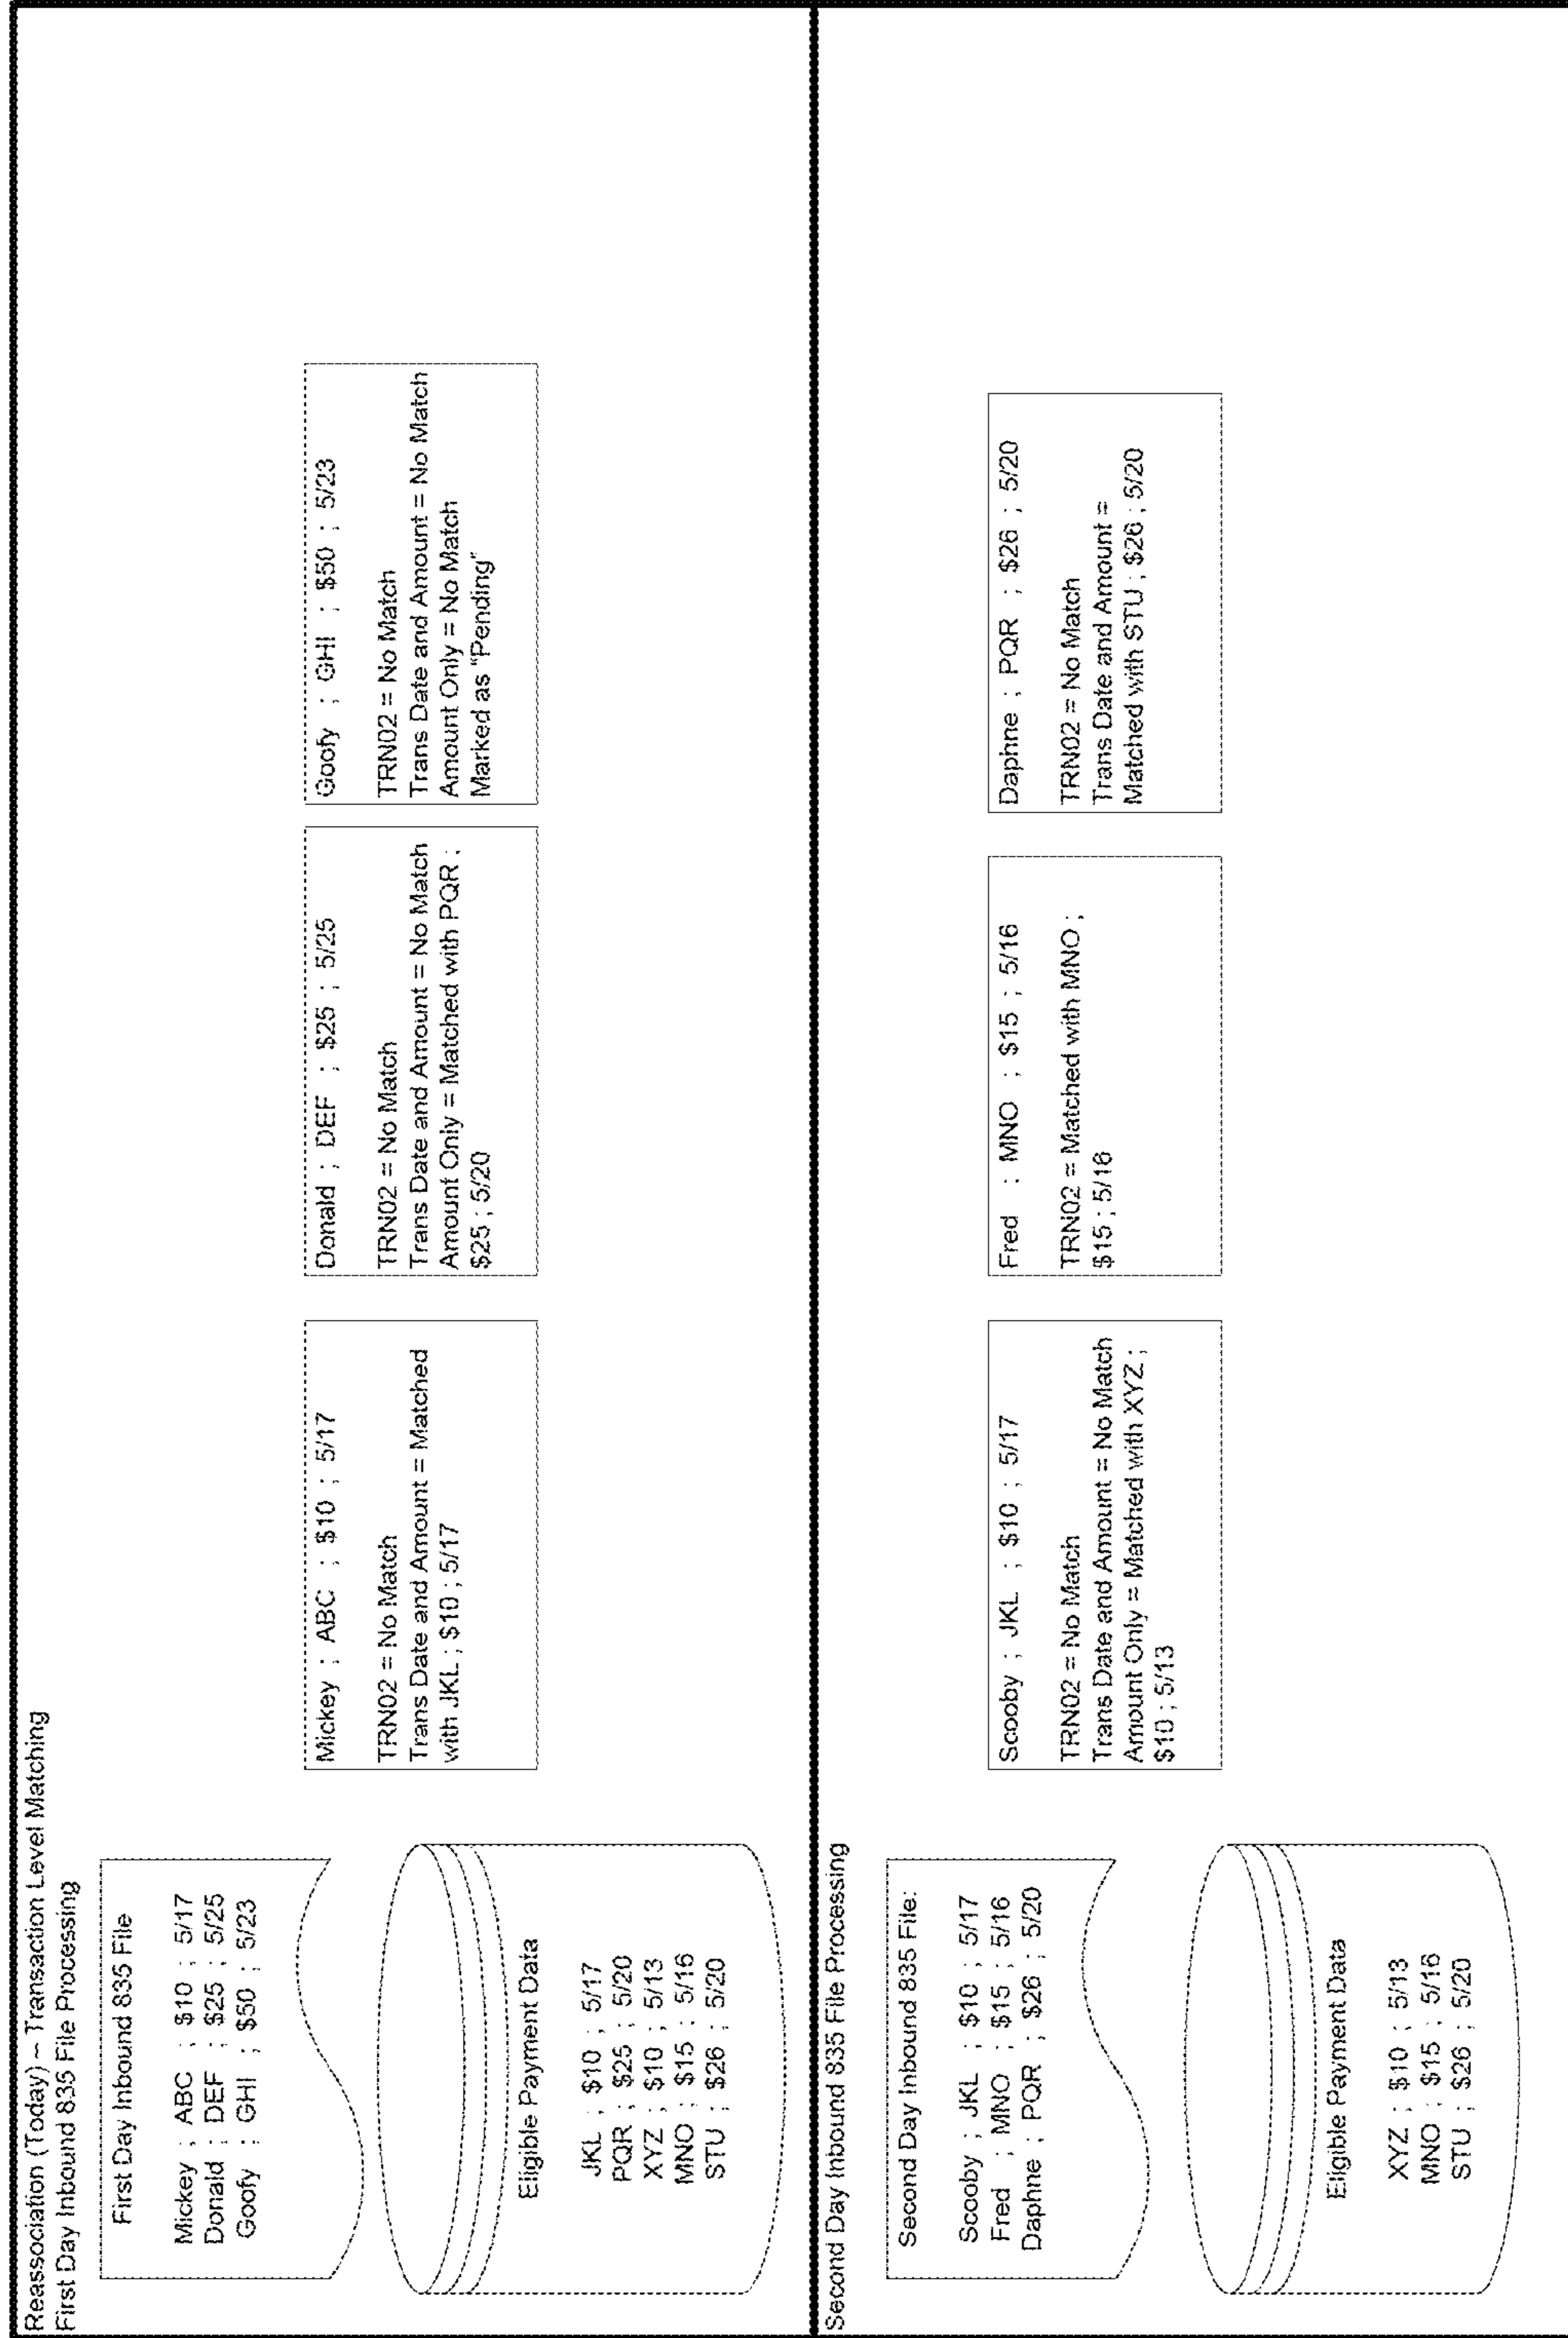 Reassociation (Today) – Transaction Level Matching
First Day Inbound 835 File Processing
First Day Inbound 835 File
Mickey ; ABC ; $10 ; 5/17
Donald ; DEF ; $25 ; 5/25
Goofy ; GHI ; $50 ; 5/23
Eligible Payment Data
JKL ; $10 ; 5/17
PQR ; $25 ; 5/20
XYZ ; $10 ; 5/13
MNO ; $15 ; 5/16
STU ; $26 ; 5/20
Mickey ; ABC ; $10 ; 5/17
TRN02 = No Match
Trans Date and Amount = Matched
with JKL ; $10 ; 5/17
Donald ; DEF ; $25 ; 5/25
TRN02 = No Match
Trans Date and Amount = No Match
Amount Only = Matched with PQR ;
$25 ; 5/20
Goofy ; GHI ; $50 ; 5/23
TRN02 = No Match
Trans Date and Amount = No Match
Amount Only = No Match
Marked as “Pending”
Second Day Inbound 835 File Processing
Second Day Inbound 835 File:
Scooby ; JKL ; $10 ; 5/17
Fred ; MNO ; $15 ; 5/16
Daphne ; PQR ; $26 ; 5/20
Eligible Payment Data
XYZ ; $10 ; 5/13
MNO ; $15 ; 5/16
STU ; $26 ; 5/20
Scooby ; JKL ; $10 ; 5/17
TRN02 = No Match
Trans Date and Amount = No Match
Amount Only = Matched with XYZ ;
$10 ; 5/13
Fred ; MNO ; $15 ; 5/16
TRN02 = Matched with MNO ;
$15 ; 5/16
Daphne ; PQR ; $26 ; 5/20
TRN02 = No Match
Trans Date and Amount =
Matched with STU ; $26 ; 5/20